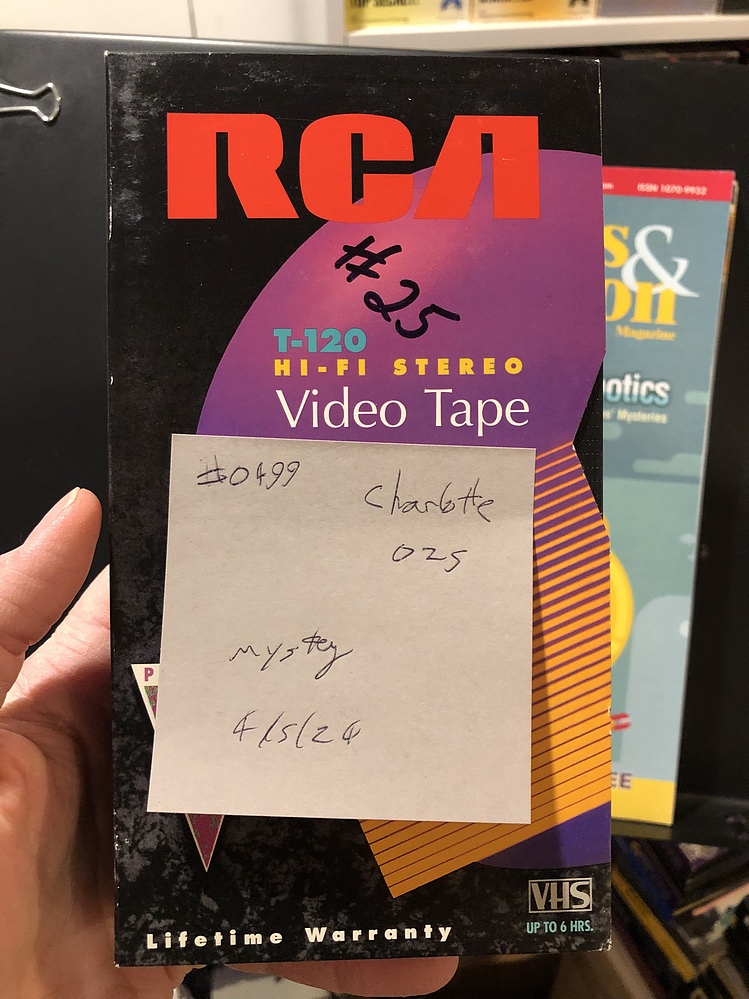 RCA
#25
T-120
HI-FI STEREO
Video Tape
#0499
Charlotte
025
mystery
4/5/24
P
Lifetime Warranty
VHS
UP TO 6 HRS.
ISSN 1070-9932
s&
on
Magazine
botics
' Mysteries
EE